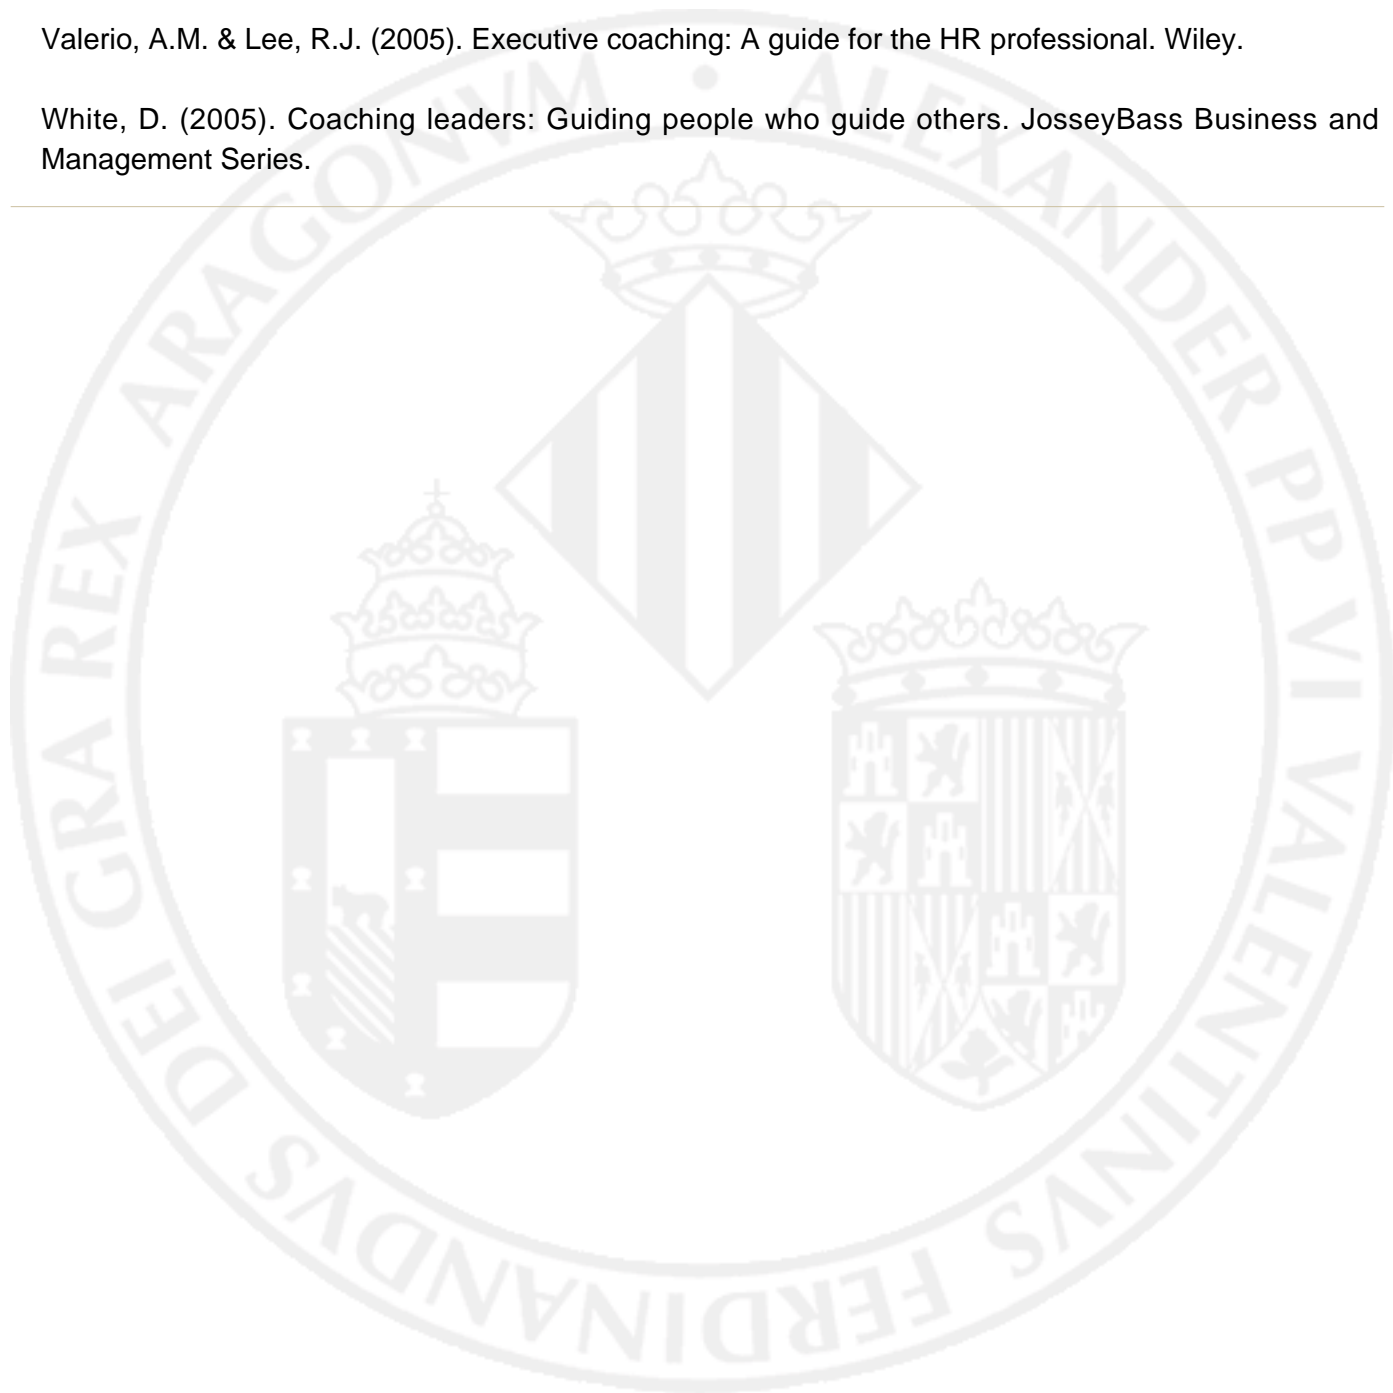 Valerio, A.M. & Lee, R.J. (2005). Executive coaching: A guide for the HR professional. Wiley.
White, D. (2005). Coaching leaders: Guiding people who guide others. JosseyBass Business and
Management Series.
ALEXANDER PP VI VALENTINVS FERDINANDVS DEI GRA REX ARAGONVM